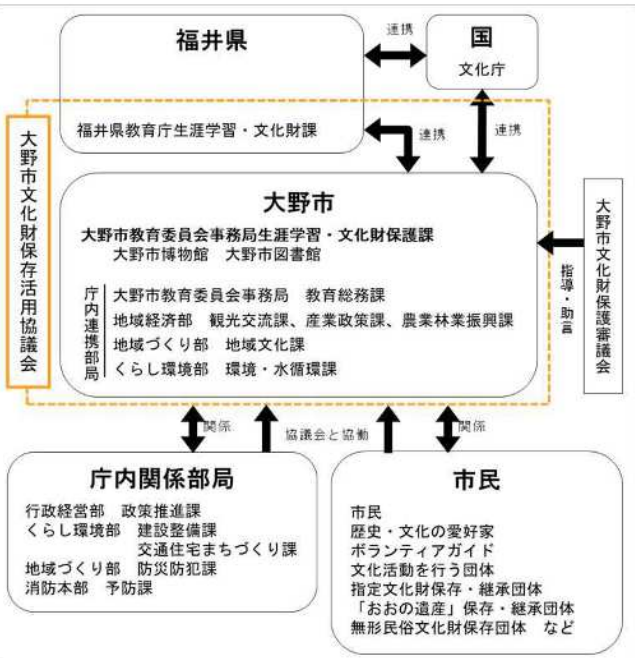 福井県
連携
国
文化庁
福井県教育庁生涯学習・文化財課
連携
連携
大野市文化財保存活用協議会
大野市
大野市教育委員会事務局生涯学習・文化財保護課
大野市博物館　大野市図書館
庁内連携部局
大野市教育委員会事務局　教育総務課
地域経済部　観光交流課、産業政策課、農業林業振興課
地域づくり部　地域文化課
くらし環境部　環境・水循環課
指導・助言
大野市文化財保護審議会
関係
協議会と協働
関係
庁内関係部局
行政経営部　政策推進課
くらし環境部　建設整備課
交通住宅まちづくり課
地域づくり部　防災防犯課
消防本部　予防課
市民
市民
歴史・文化の愛好家
ボランティアガイド
文化活動を行う団体
指定文化財保存・継承団体
「おおの遺産」保存・継承団体
無形民俗文化財保存団体　など